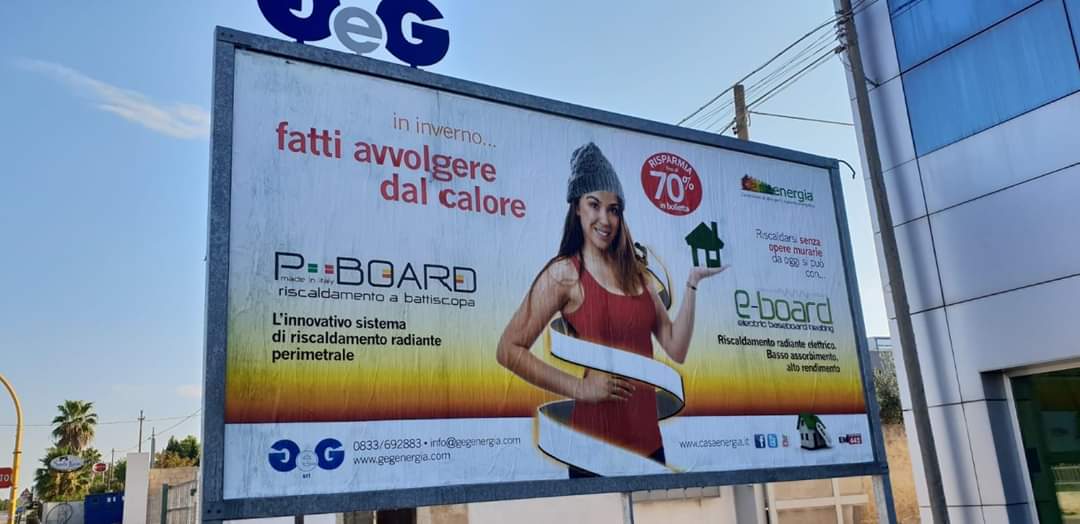 GeG
in inverno...
fatti avvolgere
dal calore
RISPARMIA
70%
in bolletta
energia
Riscaldarsi senza
opere murarie
da oggi si può
con...
BOARD
made in italy
riscaldamento a battiscopa
e-board
electric baseboard heating
L'innovativo sistema
di riscaldamento radiante
perimetrale
Riscaldamento radiante elettrico.
Basso assorbimento,
alto rendimento
GeG
srl
0833/692883 • info@gegenergia.com
www.gegenergia.com
www.casaenergia.it